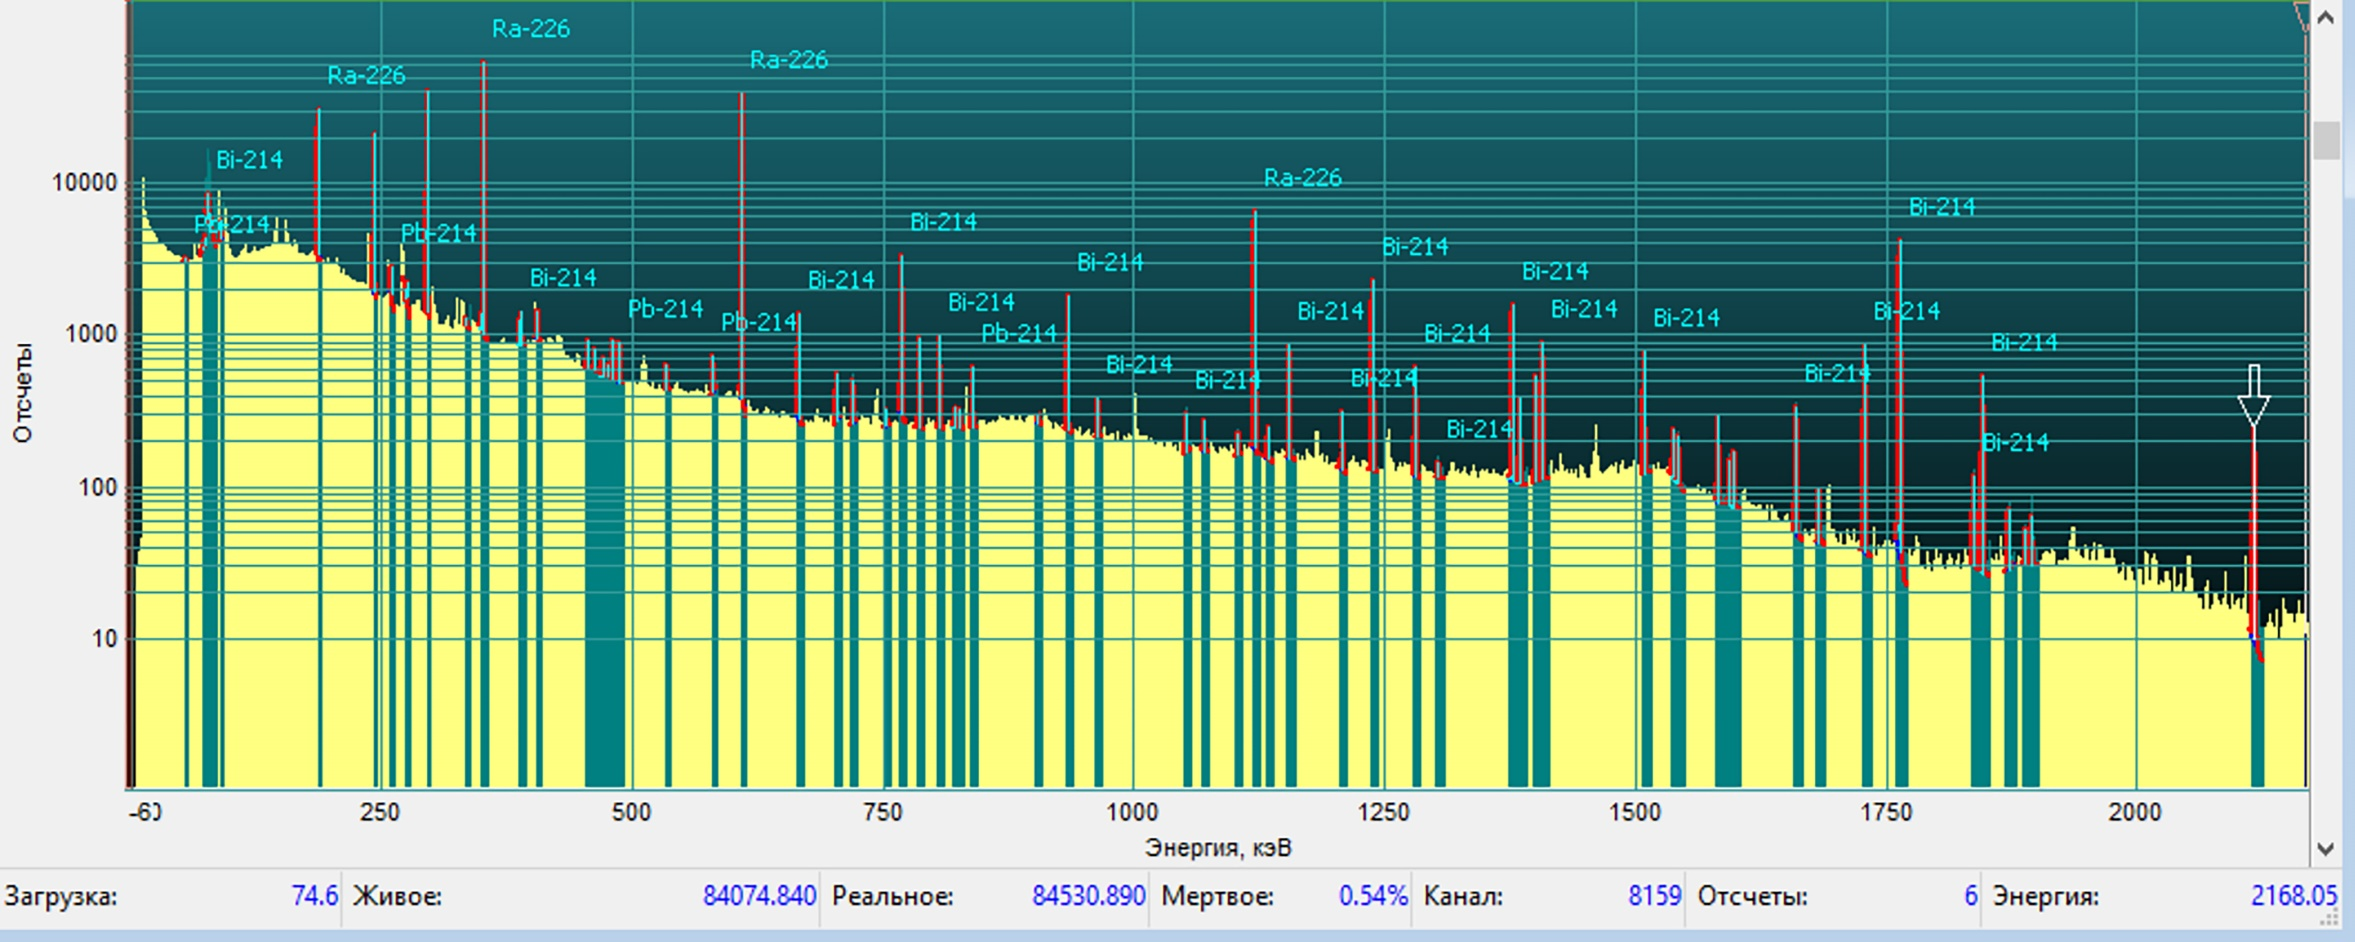 Ra-226
Ra-226
Ra-226
Bi-214
10000
Ra-226
Bi-214
Bi-214
Pb-214
Pb-214
Bi-214
Bi-214
Bi-214
Bi-214
Bi-214
Bi-214
Pb-214
Bi-214
Bi-214
Bi-214
Bi-214
Pb-214
1000
Pb-214
Bi-214
Bi-214
Bi-214
Bi-214
Bi-214
Bi-214
Отсчеты
Bi-214
Bi-214
100
10
-60
250
500
750
1000
1250
1500
1750
2000
Энергия, кэВ
Загрузка: 74.6 Живое: 84074.840 Реальное: 84530.890 Мертвое: 0.54% Канал: 8159 Отсчеты: 6 Энергия: 2168.05